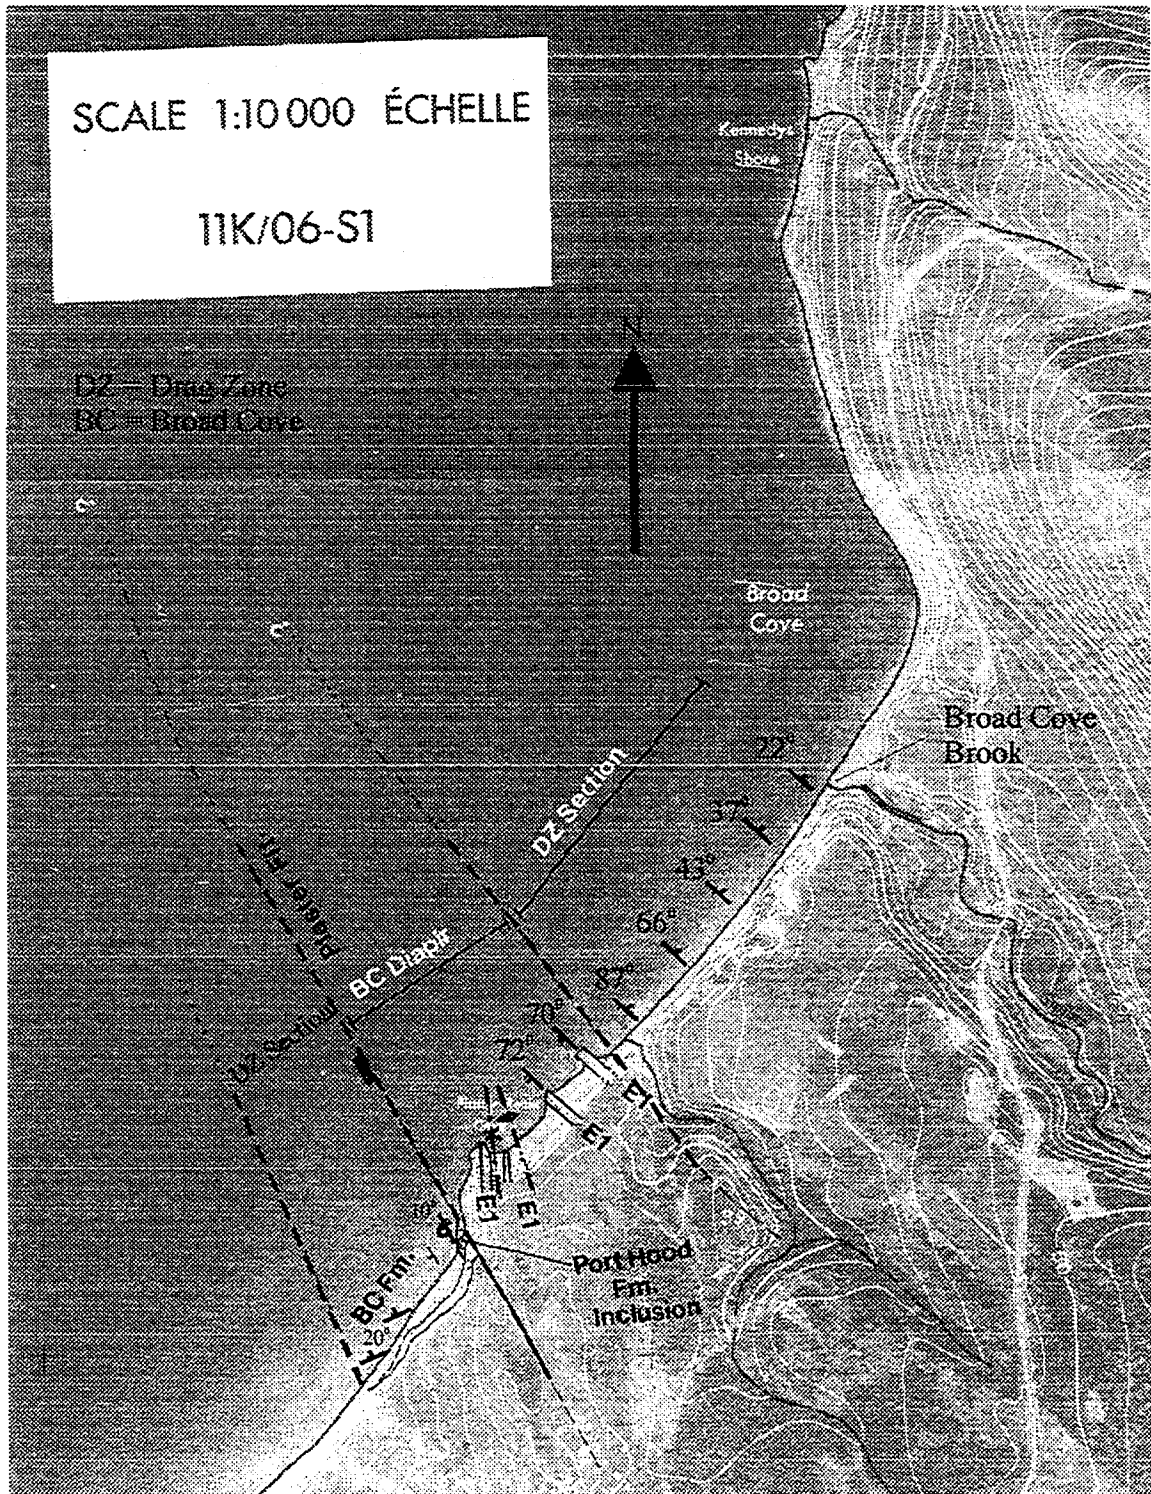 SCALE 1:10 000 ÉCHELLE
11K/06-S1
Kennedys
Shore
N
DZ = Drag Zone
BC = Broad Cove
?
?
Broad
Cove
Broad Cove
Brook
22°
37°
43°
66°
87°
70°
72°
DZ Section
BC Diapir
Plaster Flt.
DZ Section
E1
E1
E1
E1
10°
BC Fm.
20°
Port Hood
Fm.
Inclusion